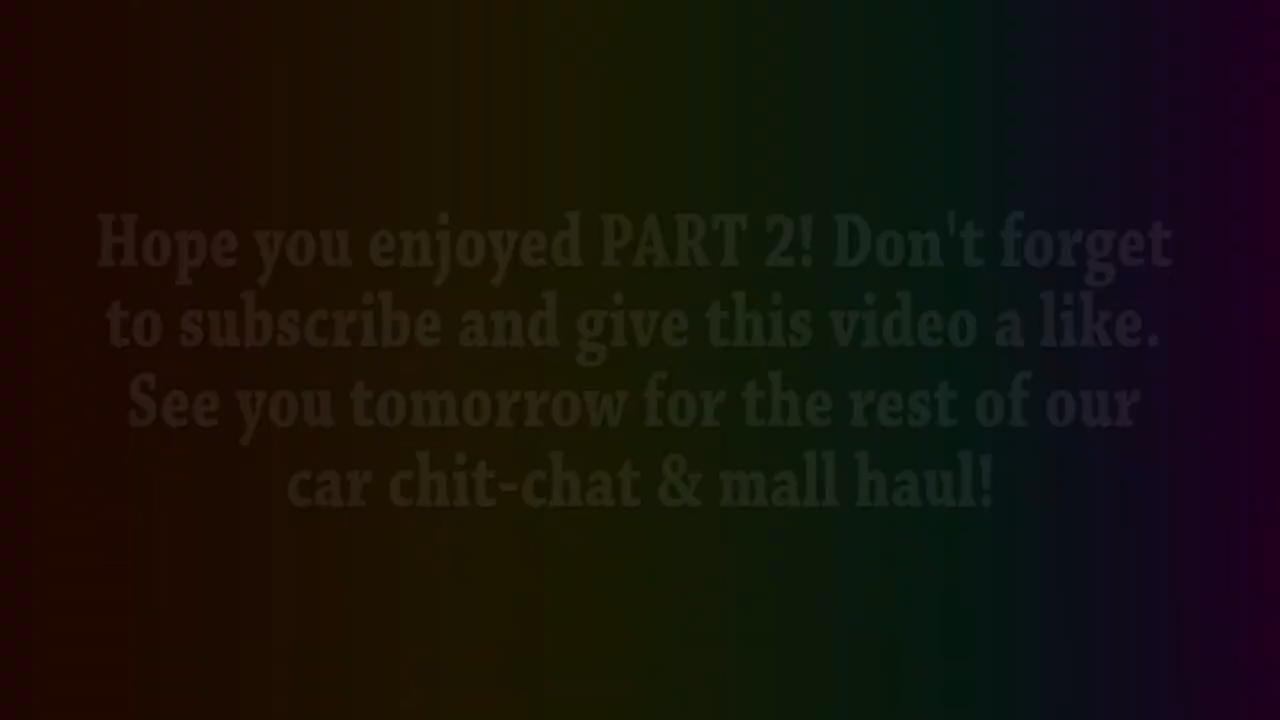 Hope you enjoyed PART 2! Don't forget
to subscribe and give this video a like.
See you tomorrow for the rest of our
car chit-chat & mall haul!